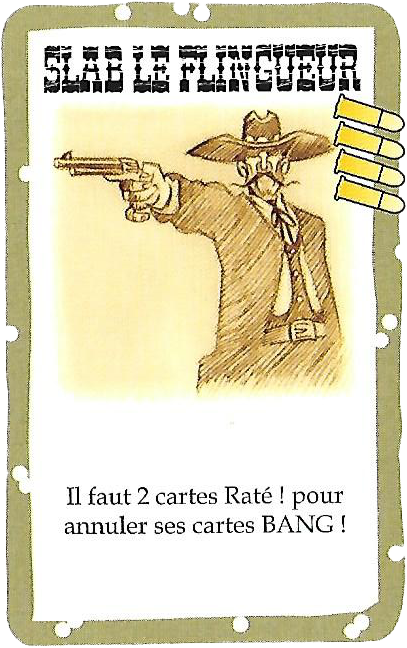 SLAB LE FLINGUEUR
Il faut 2 cartes Raté ! pour
annuler ses cartes BANG !